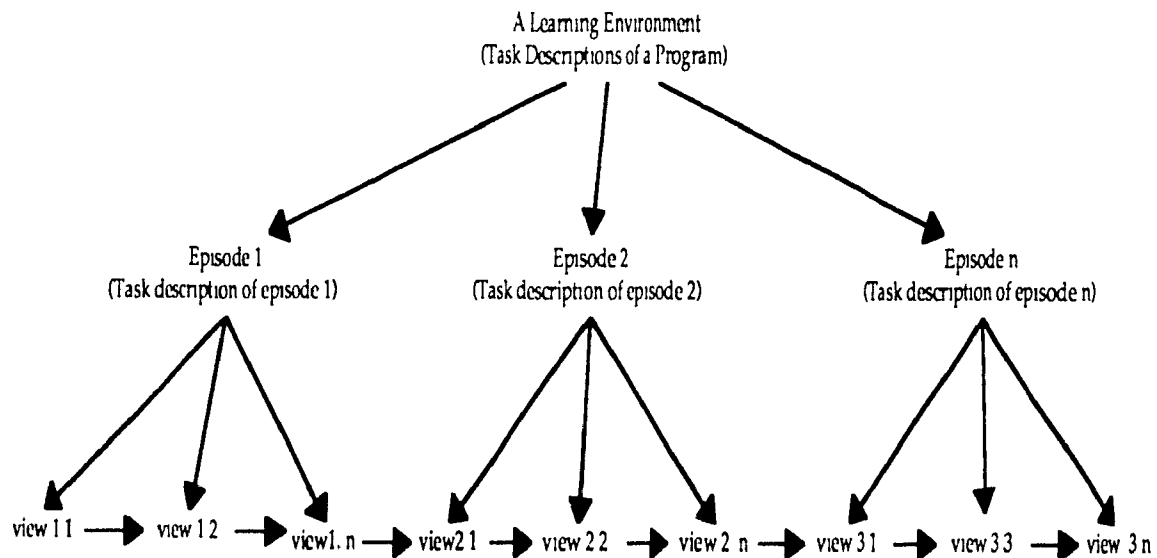 A Learning Environment
(Task Descriptions of a Program)
Episode 1
(Task description of episode 1)
Episode 2
(Task description of episode 2)
Episode n
(Task description of episode n)
view 1 1
view 1 2
view1. n
view2 1
view 2 2
view 2 n
view 3 1
view 3 3
view 3 n